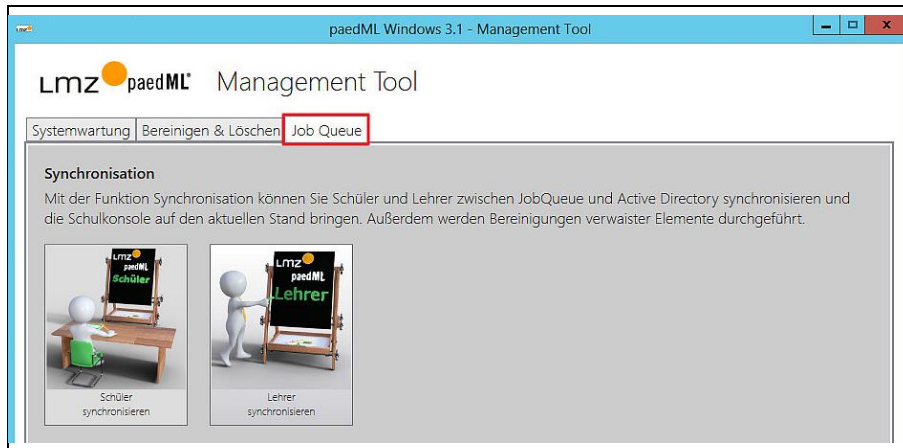 paedML Windows 3.1 - Management Tool
LMZ paedML® Management Tool
Systemwartung Bereinigen & Löschen Job Queue
Synchronisation
Mit der Funktion Synchronisation können Sie Schüler und Lehrer zwischen JobQueue und Active Directory synchronisieren und
die Schulkonsole auf den aktuellen Stand bringen. Außerdem werden Bereinigungen verwaister Elemente durchgeführt.
LMZ
paedML
Schüler
LMZ
paedML
Lehrer
Schüler
synchronisieren
Lehrer
synchronisieren